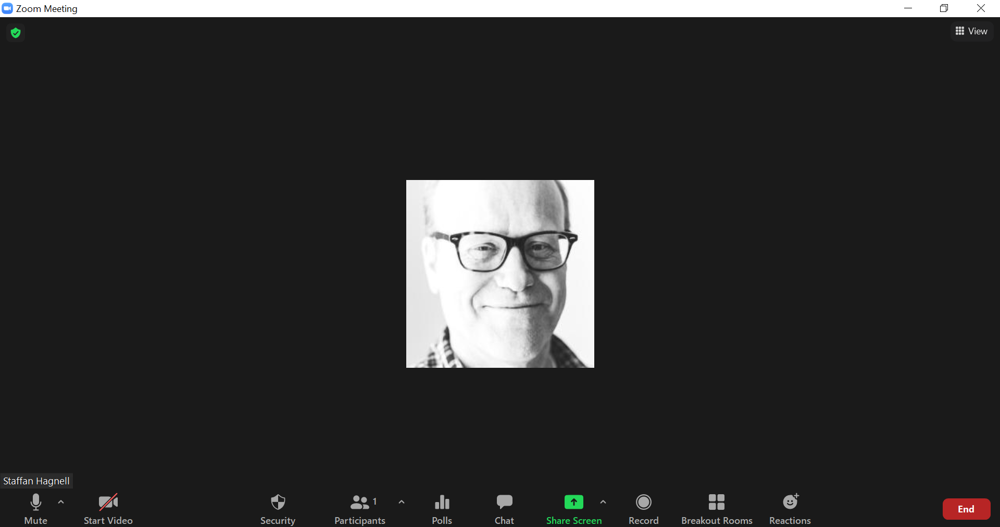 Zoom Meeting
View
Staffan Hagnell
Mute
Start Video
Security
1
Participants
Polls
Chat
Share Screen
Record
Breakout Rooms
Reactions
End